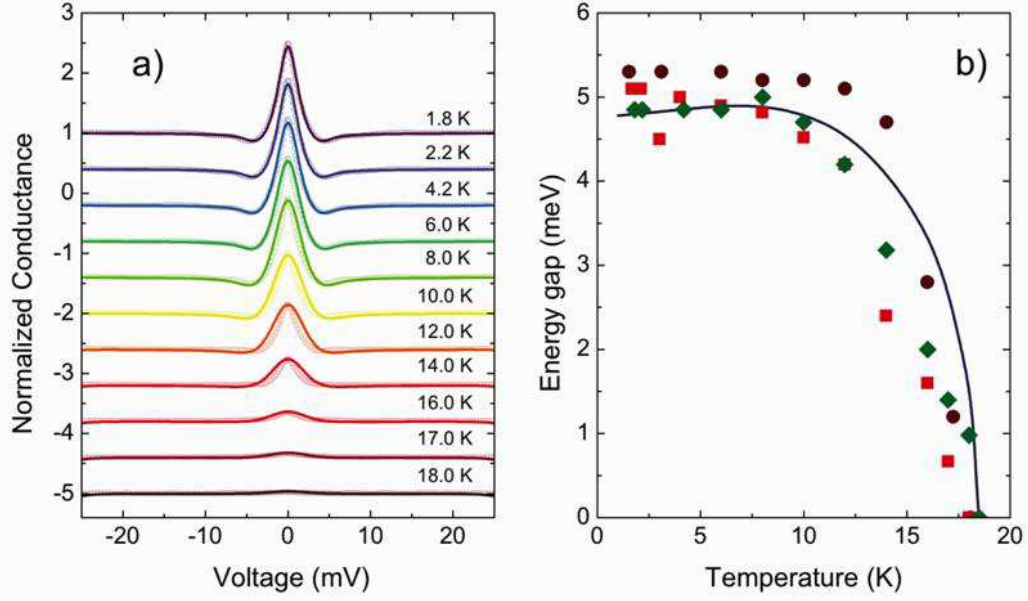 a)
3
2
1
0
-1
-2
-3
-4
-5
Normalized Conductance
1.8 K
2.2 K
4.2 K
6.0 K
8.0 K
10.0 K
12.0 K
14.0 K
16.0 K
17.0 K
18.0 K
-20 -10 0 10 20
Voltage (mV)
b)
6
5
4
3
2
1
0
Energy gap (meV)
0 5 10 15 20
Temperature (K)